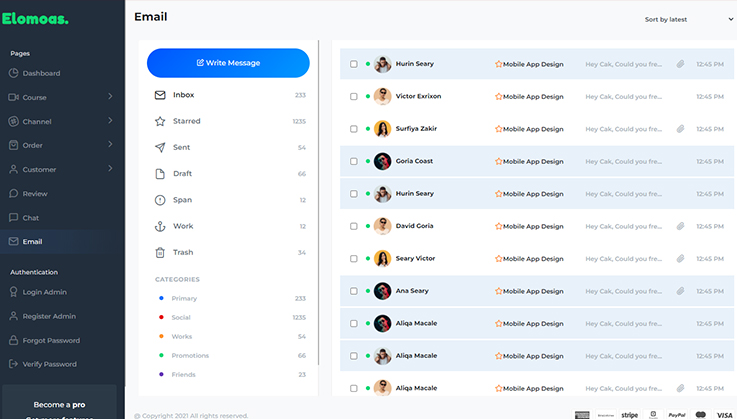 Elomoas.
Pages
Dashboard
Course
Channel
Order
Customer
Review
Chat
Email
Authentication
Login Admin
Register Admin
Forgot Password
Verify Password
Become a pro
Email
Sort by latest
Write Message
Inbox 233
Starred 1235
Sent 54
Draft 66
Span 12
Work 12
Trash 34
CATEGORIES
Primary 233
Social 1235
Works 54
Promotions 66
Friends 23
Hurin Seary Mobile App Design Hey Cak, Could you fre... 12:45 PM
Victor Exrixon Mobile App Design Hey Cak, Could you fre... 12:45 PM
Surfiya Zakir Mobile App Design Hey Cak, Could you fre... 12:45 PM
Goria Coast Mobile App Design Hey Cak, Could you fre... 12:45 PM
Hurin Seary Mobile App Design Hey Cak, Could you fre... 12:45 PM
David Goria Mobile App Design Hey Cak, Could you fre... 12:45 PM
Seary Victor Mobile App Design Hey Cak, Could you fre... 12:45 PM
Ana Seary Mobile App Design Hey Cak, Could you fre... 12:45 PM
Aliqa Macale Mobile App Design Hey Cak, Could you fre... 12:45 PM
Aliqa Macale Mobile App Design Hey Cak, Could you fre... 12:45 PM
Aliqa Macale Mobile App Design Hey Cak, Could you fre... 12:45 PM
@ Copyright 2021 All rights reserved.
stripe PayPal VISA